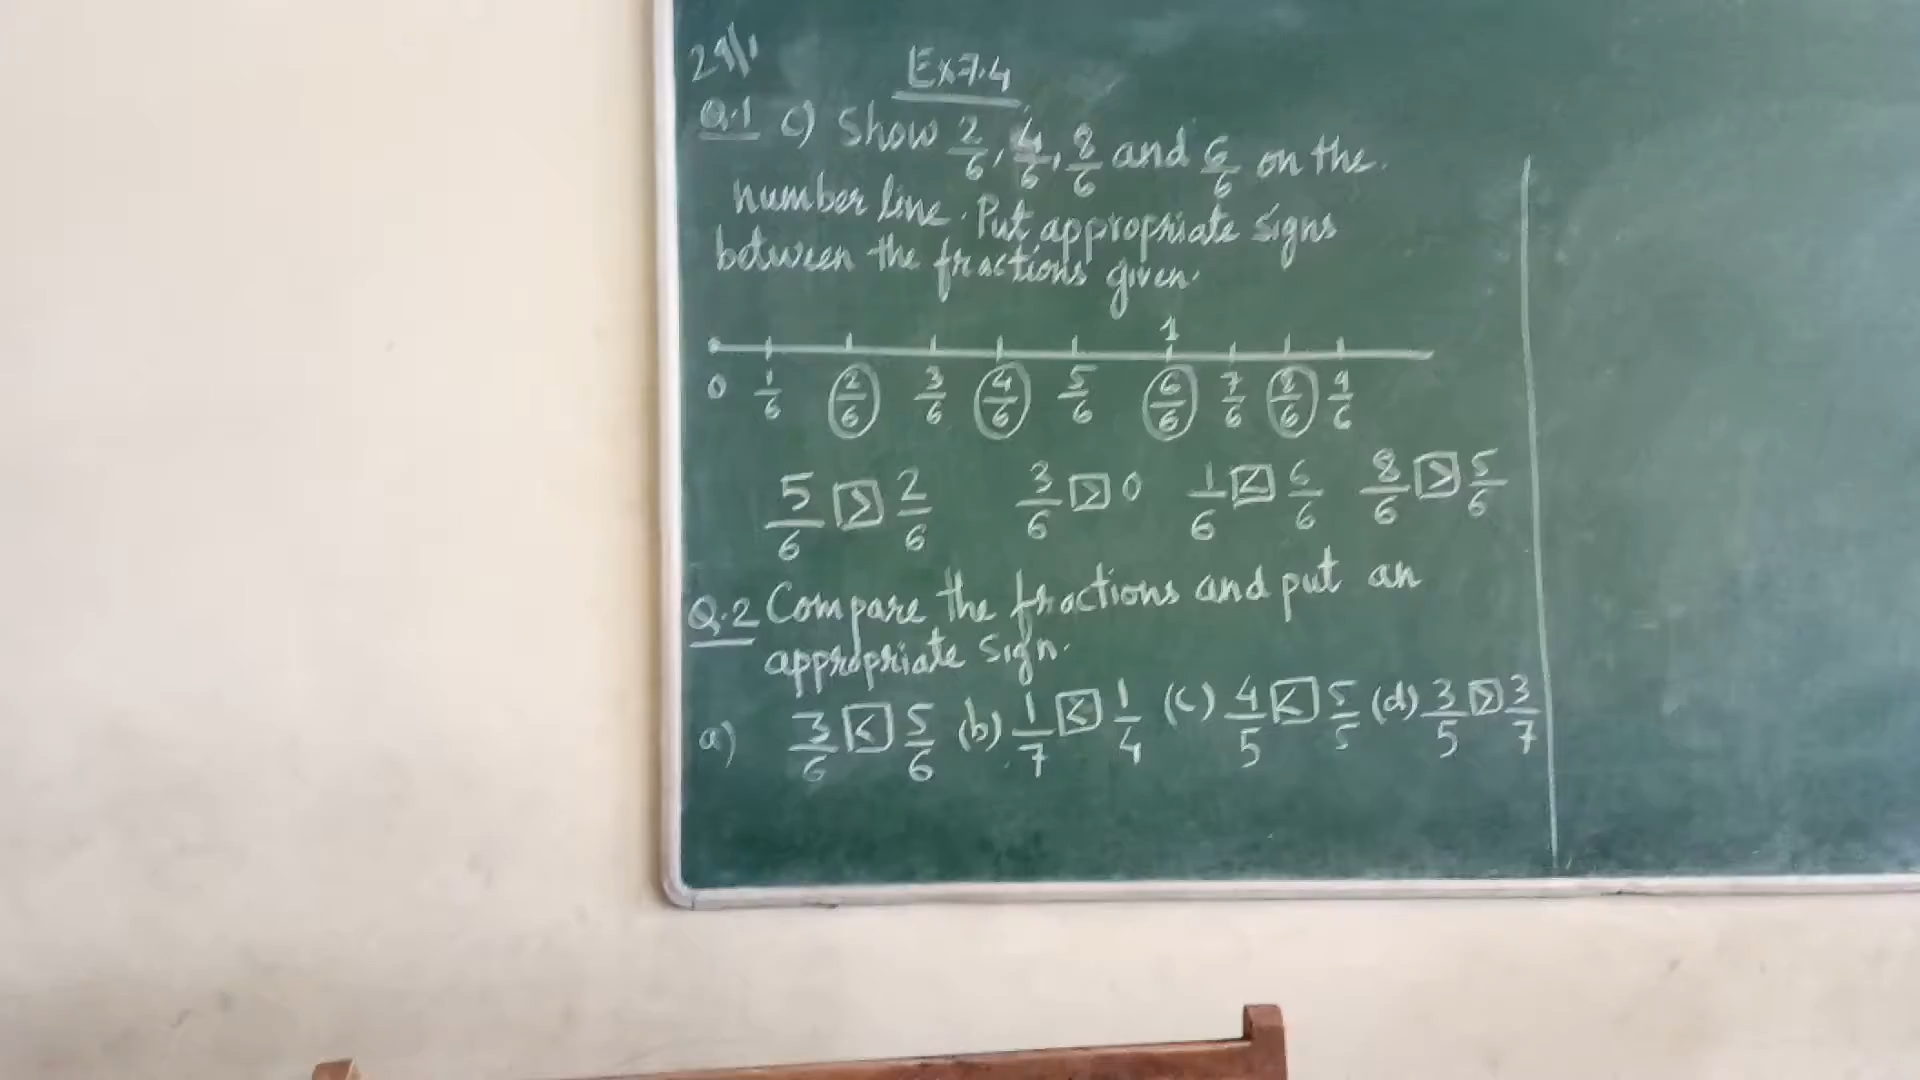 Ex 7.4
Q.1 c) Show 2/6, 4/6, 8/6 and 6/6 on the
number line. Put appropriate signs
between the fractions given.
1
0 1/6 2/6 3/6 4/6 5/6 6/6 7/6 8/6 9/6
5/6 > 2/6 3/6 > 0 1/6 < 6/6 8/6 > 5/6
Q.2 Compare the fractions and put an
appropriate sign.
a) 3/6 < 5/6 (b) 1/7 < 1/4 (c) 4/5 < 5/5 (d) 3/5 > 3/7